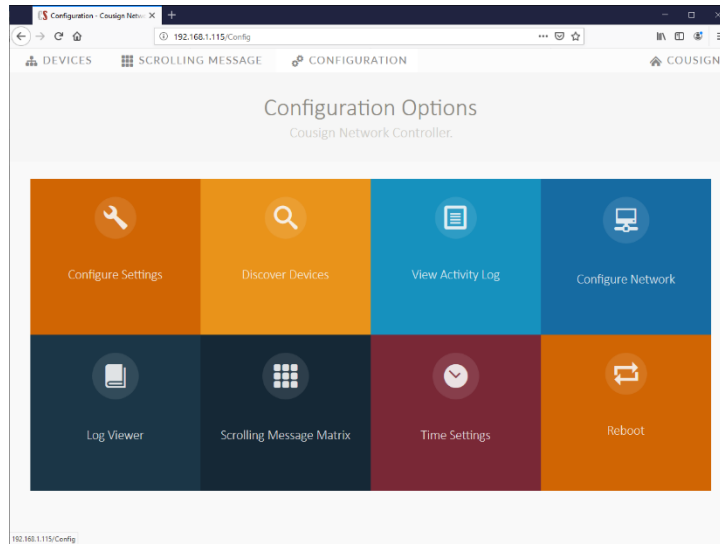 CS Configuration - Cousign Netwo
192.168.1.115/Config
DEVICES
SCROLLING MESSAGE
CONFIGURATION
COUSIGN
Configuration Options
Cousign Network Controller.
Configure Settings
Discover Devices
View Activity Log
Configure Network
Log Viewer
Scrolling Message Matrix
Time Settings
Reboot
192.168.1.115/Config